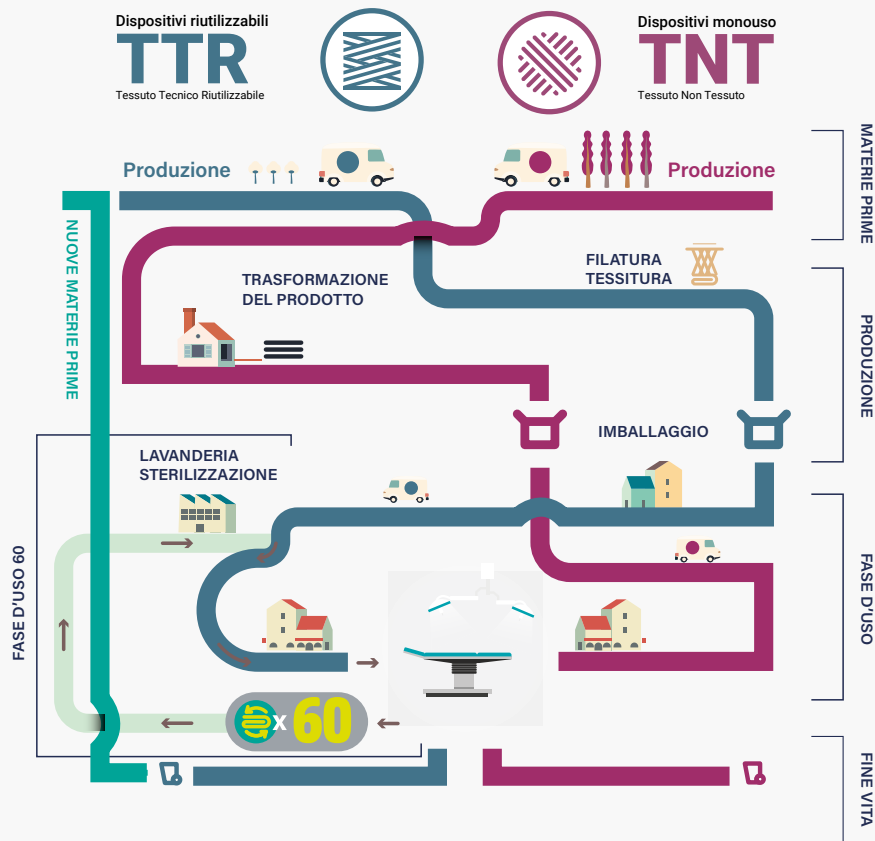 Dispositivi riutilizzabili
TTR
Tessuto Tecnico Riutilizzabile
Dispositivi monouso
TNT
Tessuto Non Tessuto
Produzione
Produzione
MATERIE PRIME
NUOVE MATERIE PRIME
TRASFORMAZIONE
DEL PRODOTTO
FILATURA
TESSITURA
PRODUZIONE
IMBALLAGGIO
LAVANDERIA
STERILIZZAZIONE
FASE D'USO 60
FASE D'USO
x 60
FINE VITA